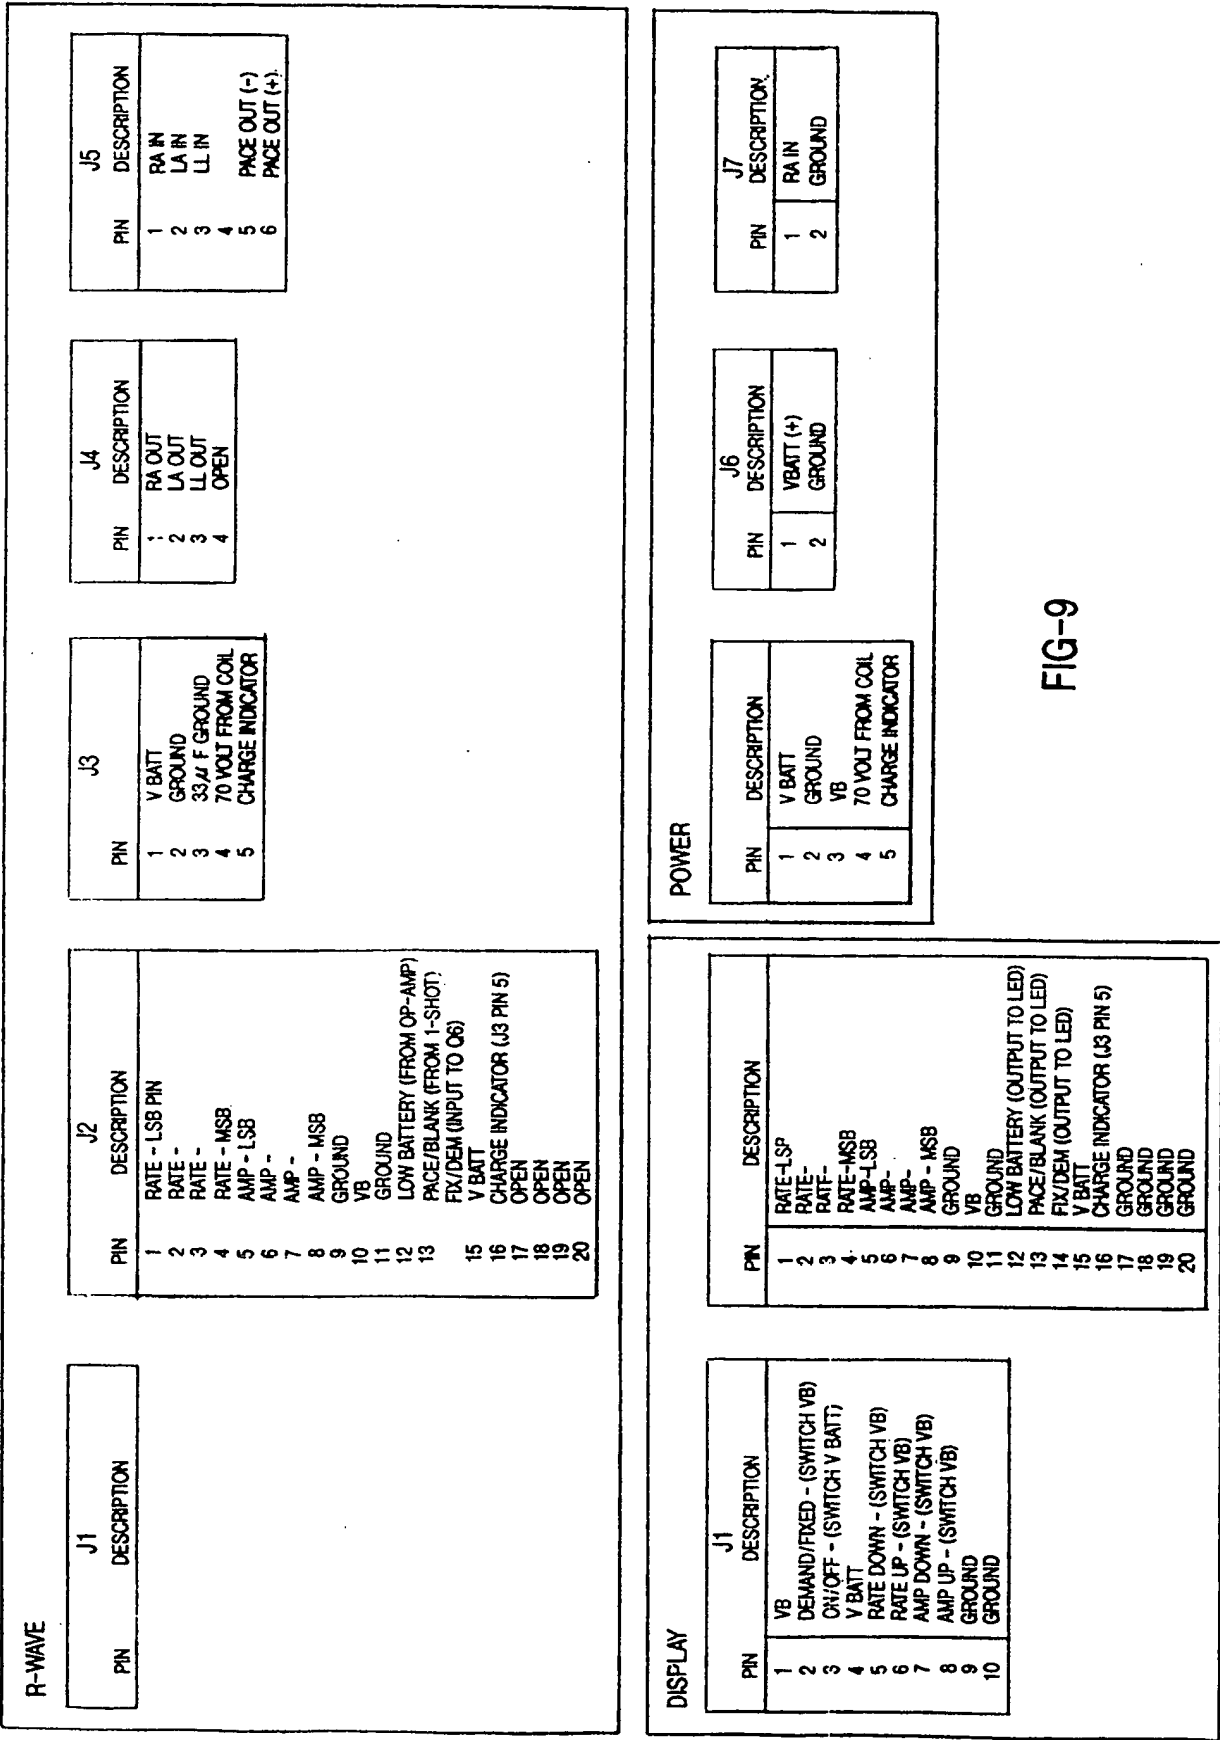 R-WAVE
J1
PIN DESCRIPTION
J2
PIN DESCRIPTION
1 RATE - LSB PIN
2 RATE -
3 RATE -
4 RATE - MSB
5 AMP - LSB
6 AMP -
7 AMP -
8 AMP - MSB
9 GROUND
10 VB
11 GROUND
12 LOW BATTERY (FROM OP-AMP)
13 PACE/BLANK (FROM 1-SHOT)
FIX/DEM (INPUT TO Q6)
15 V BATT
16 CHARGE INDICATOR (J3 PIN 5)
17 OPEN
18 OPEN
19 OPEN
20 OPEN
J3
PIN DESCRIPTION
1 V BATT
2 GROUND
3 33μ F GROUND
4 70 VOLT FROM COIL
5 CHARGE INDICATOR
J4
PIN DESCRIPTION
1 RA OUT
2 LA OUT
3 LL OUT
4 OPEN
J5
PIN DESCRIPTION
1 RA IN
2 LA IN
3 LL IN
4
5 PACE OUT (-)
6 PACE OUT (+)
DISPLAY
J1
PIN DESCRIPTION
1 VB
2 DEMAND/FIXED - (SWITCH VB)
3 ON/OFF - (SWITCH V BATT)
4 V BATT
5 RATE DOWN - (SWITCH VB)
6 RATE UP - (SWITCH VB)
7 AMP DOWN - (SWITCH VB)
8 AMP UP - (SWITCH VB)
9 GROUND
10 GROUND
PIN DESCRIPTION
1 RATE-LSP
2 RATE-
3 RATE-
4 RATE-MSB
5 AMP-LSB
6 AMP-
7 AMP-
8 AMP - MSB
9 GROUND
10 VB
11 GROUND
12 LOW BATTERY (OUTPUT TO LED)
13 PACE/BLANK (OUTPUT TO LED)
14 FIX/DEM (OUTPUT TO LED)
15 V BATT
16 CHARGE INDICATOR (J3 PIN 5)
17 GROUND
18 GROUND
19 GROUND
20 GROUND
POWER
PIN DESCRIPTION
1 V BATT
2 GROUND
3 VB
4 70 VOLT FROM COIL
5 CHARGE INDICATOR
J6
PIN DESCRIPTION
1 VBATT (+)
2 GROUND
J7
PIN DESCRIPTION
1 RA IN
2 GROUND
FIG-9